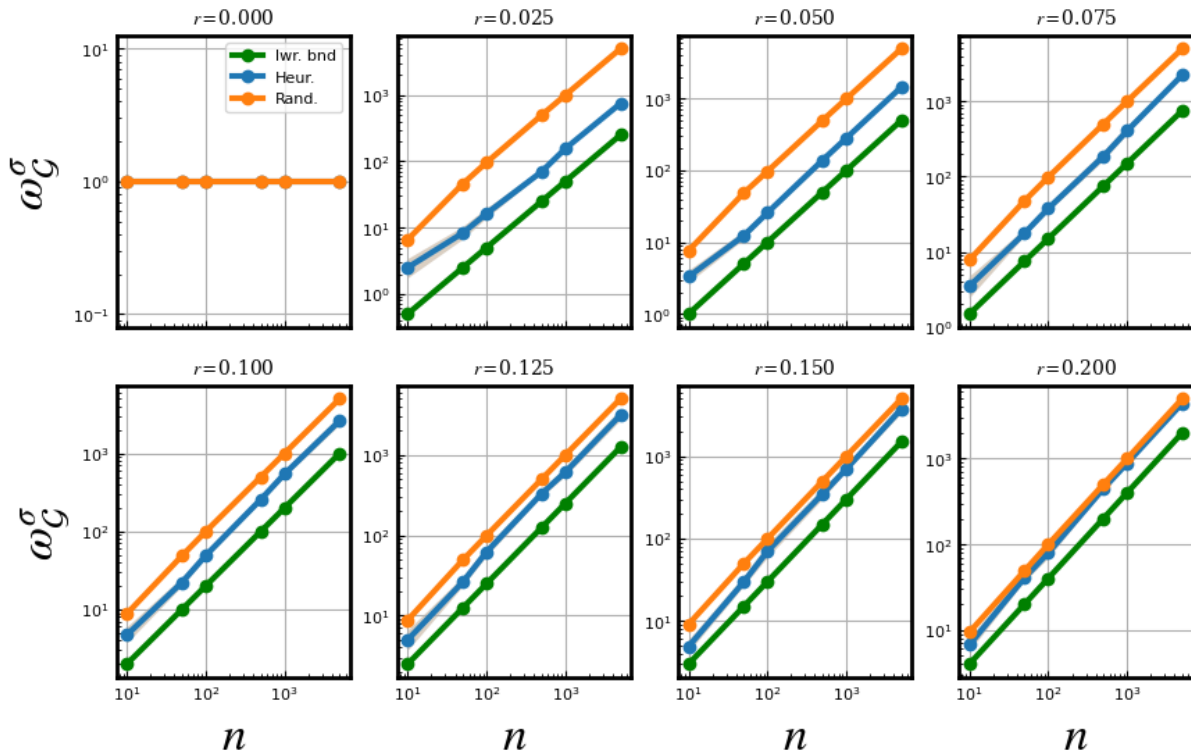 r = 0.000
r = 0.025
r = 0.050
r = 0.075
10¹
10⁰
10⁻¹
lwr. bnd
Heur.
Rand.
ω_𝒢^σ
10³
10²
10¹
10⁰
10³
10²
10¹
10⁰
10³
10²
10¹
10⁰
r = 0.100
r = 0.125
r = 0.150
r = 0.200
10³
10²
10¹
ω_𝒢^σ
10³
10²
10¹
10³
10²
10¹
10³
10²
10¹
10¹ 10² 10³
10¹ 10² 10³
10¹ 10² 10³
10¹ 10² 10³
n
n
n
n